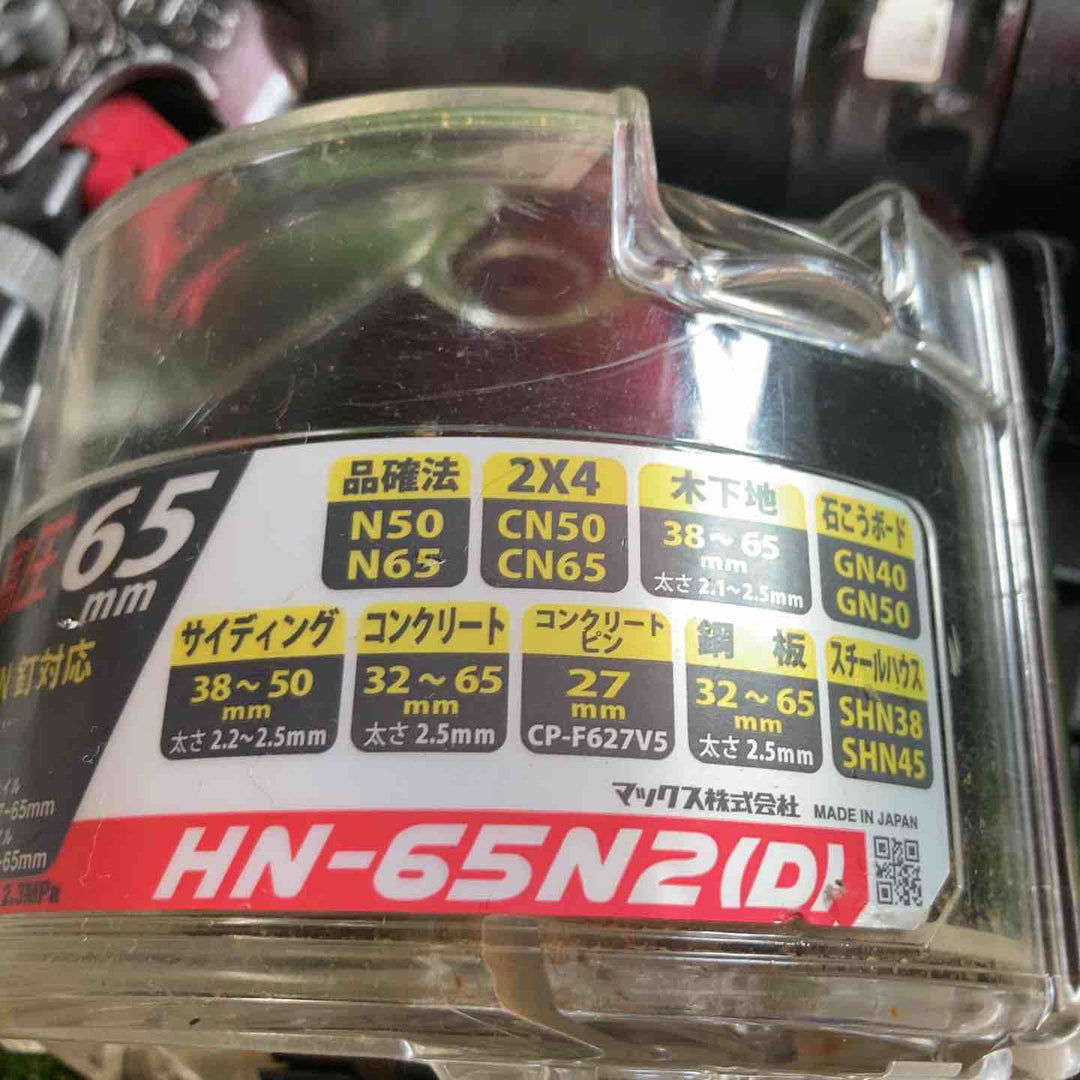 65
mm
釘対応
品確法
N50
N65
2X4
CN50
CN65
木下地
38～65
mm
太さ 2.1~2.5mm
石こうボード
GN40
GN50
サイディング
38～50
mm
太さ 2.2~2.5mm
コンクリート
32～65
mm
太さ 2.5mm
コンクリート
ピン
27
mm
CP-F627V5
鋼 板
32～65
mm
太さ 2.5mm
スチールハウス
SHN38
SHN45
マックス株式会社 MADE IN JAPAN
-65mm
-65mm
2.3MPa
HN-65N2(D)